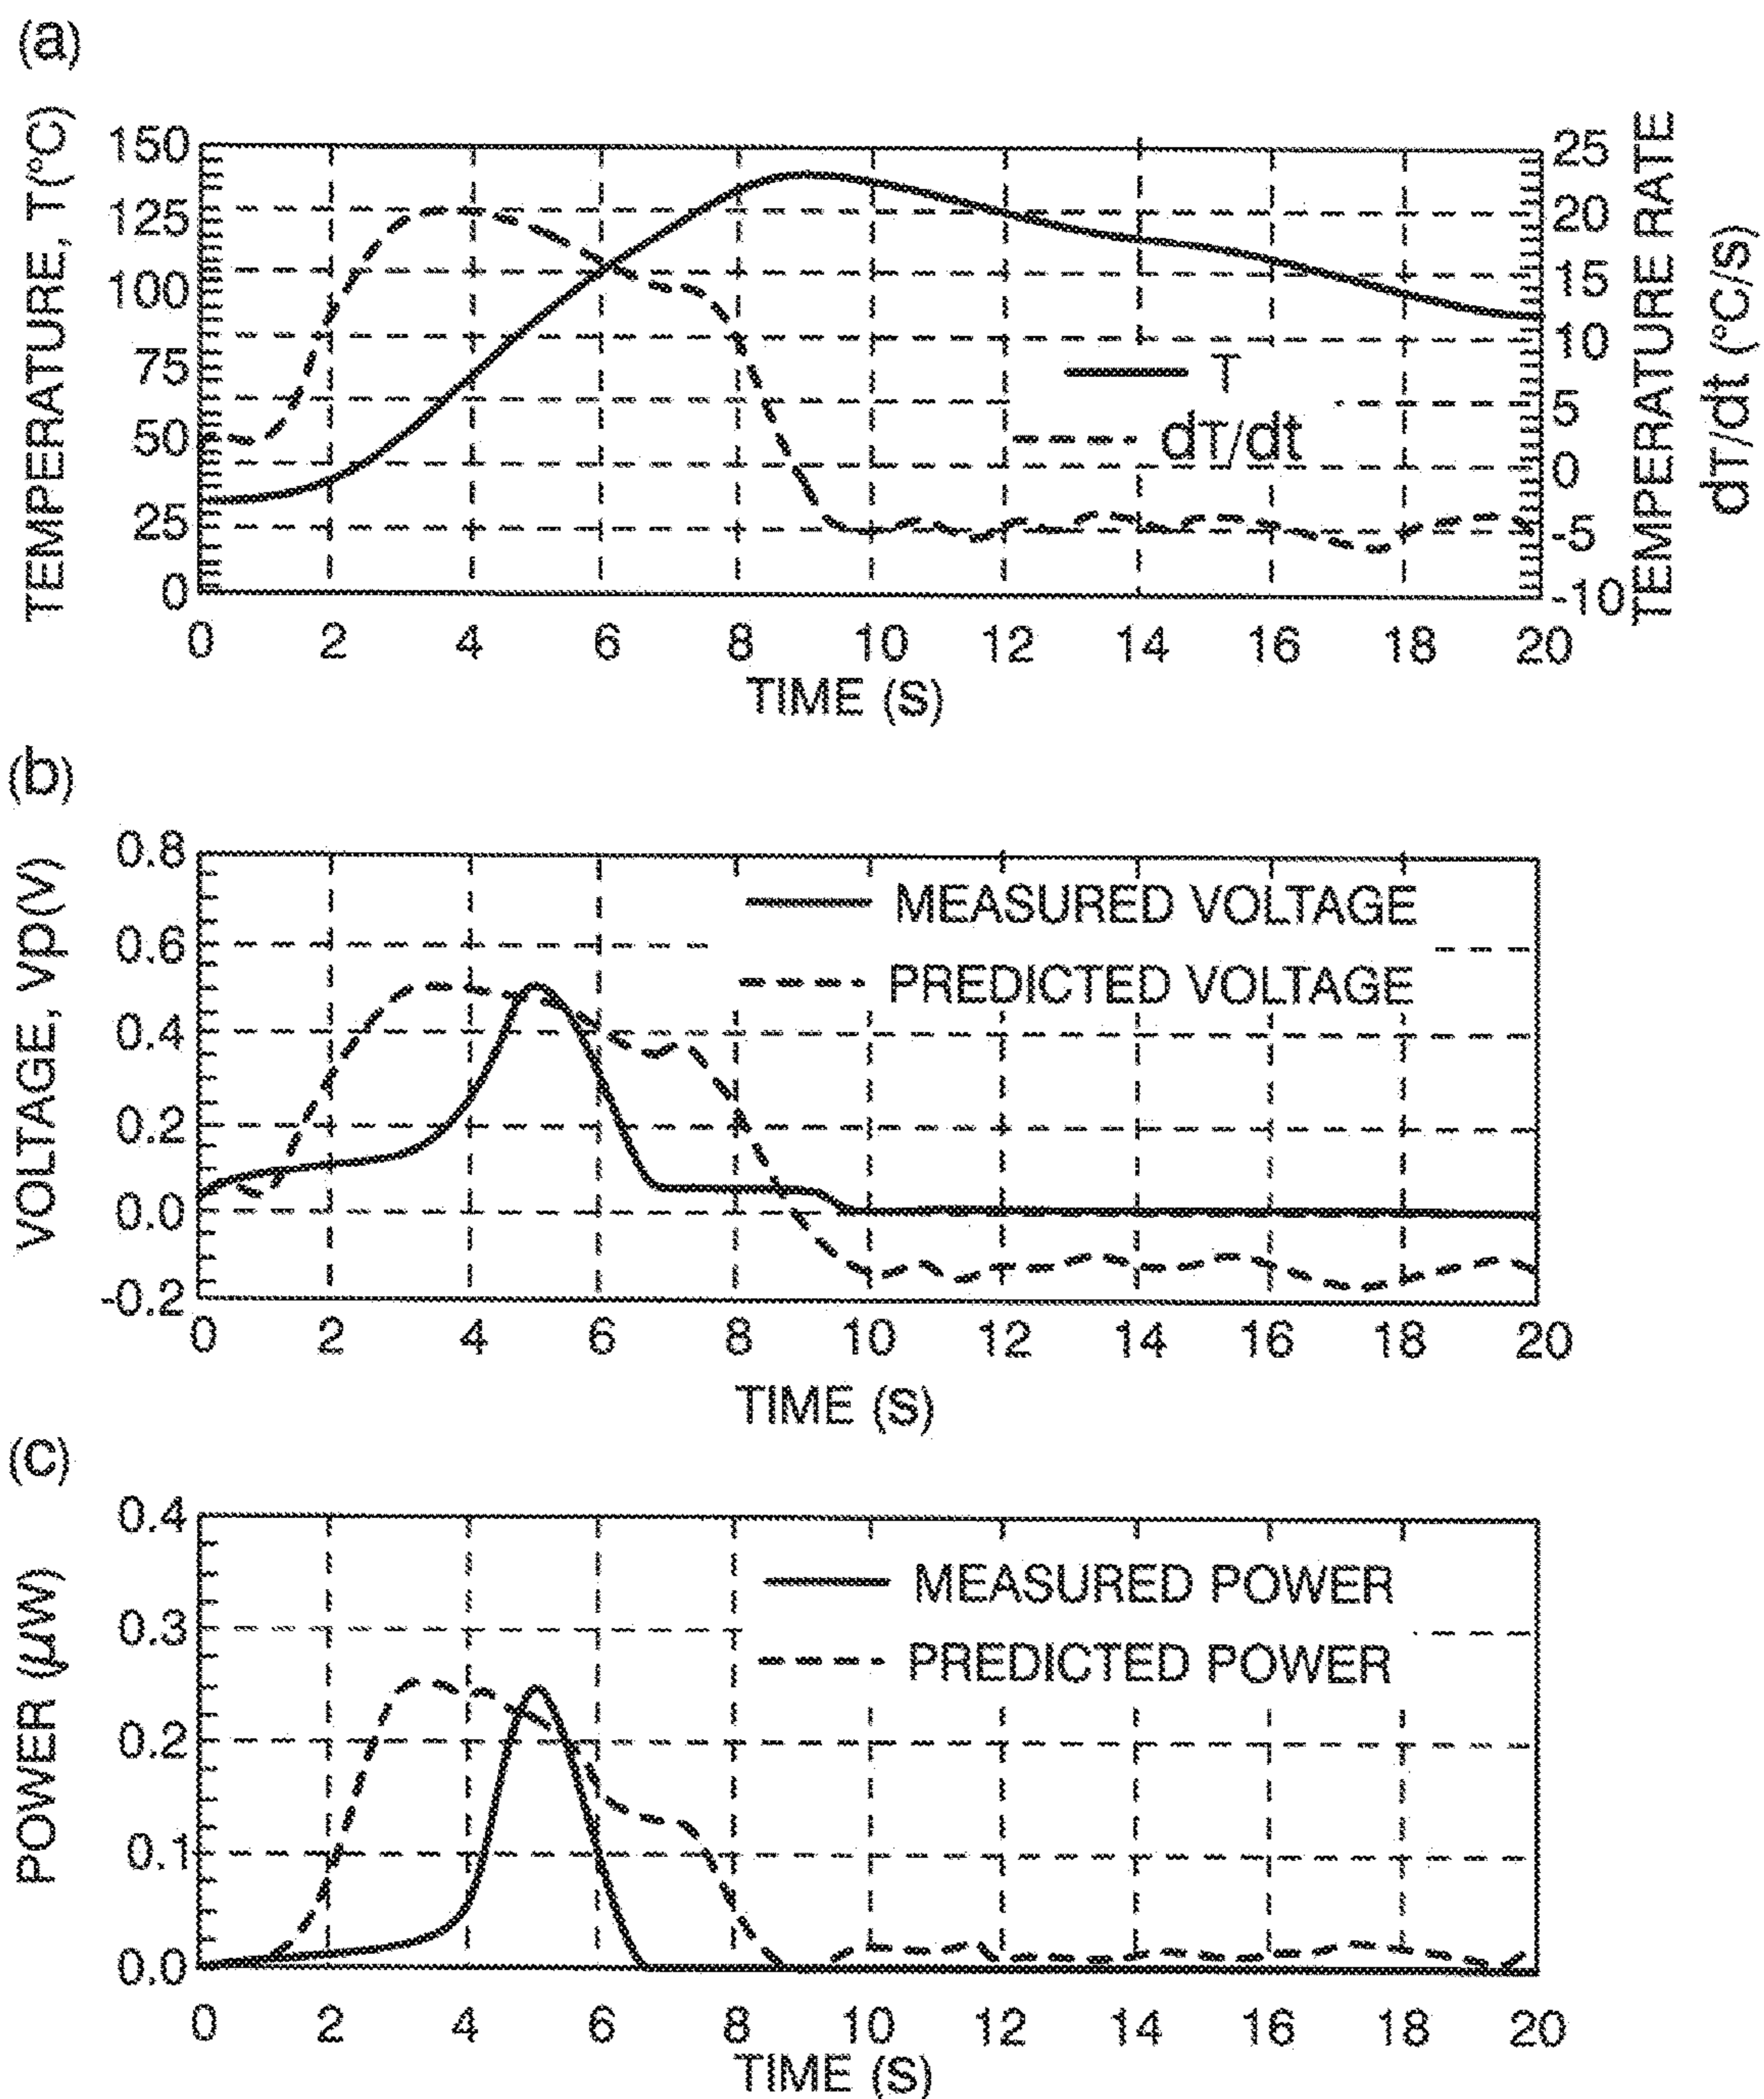 (a)
TEMPERATURE, T(°C)
150
125
100
75
50
25
0
25
20
15
10
5
0
-5
-10
TEMPERATURE RATE
dT/dt (°C/S)
T
dT/dt
0 2 4 6 8 10 12 14 16 18 20
TIME (S)
(b)
VOLTAGE, Vp(V)
0.8
0.6
0.4
0.2
0.0
-0.2
MEASURED VOLTAGE
PREDICTED VOLTAGE
0 2 4 6 8 10 12 14 16 18 20
TIME (S)
(c)
POWER (μW)
0.4
0.3
0.2
0.1
0.0
MEASURED POWER
PREDICTED POWER
0 2 4 6 8 10 12 14 16 18 20
TIME (S)